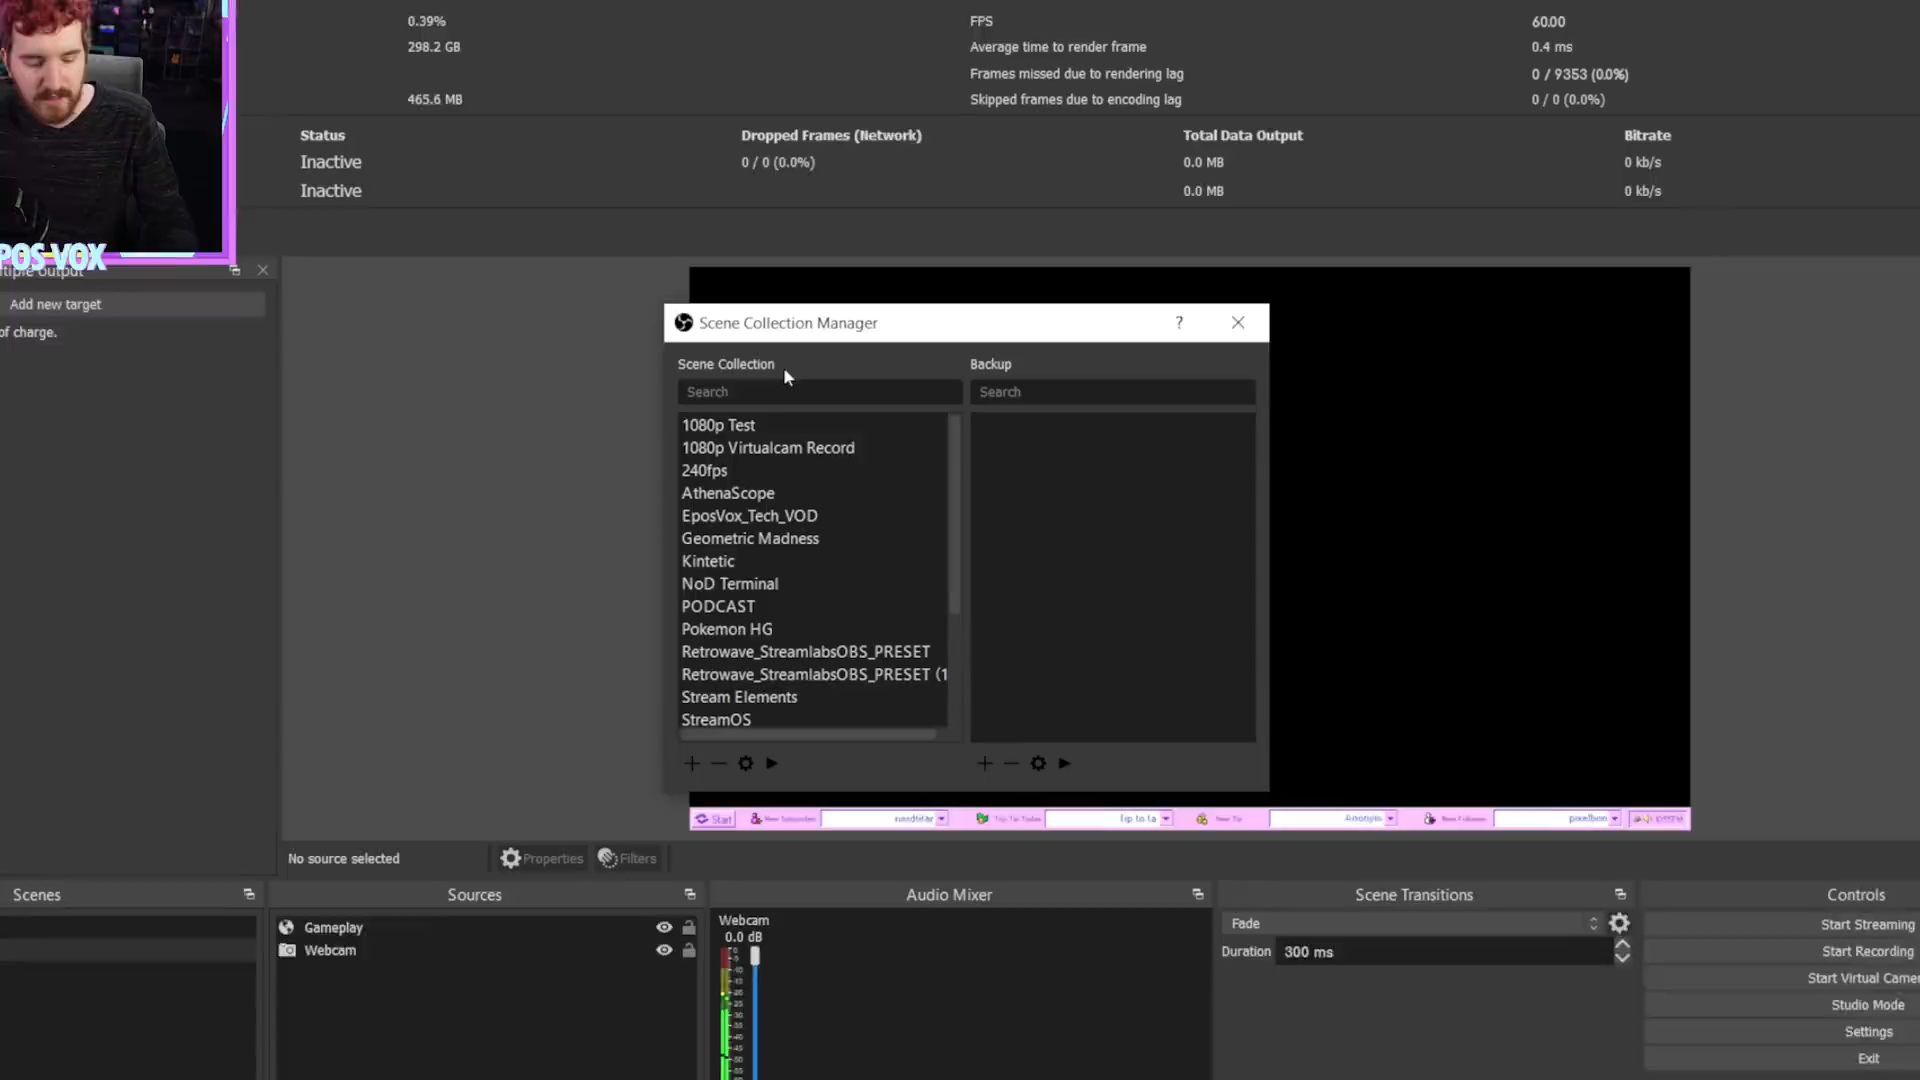 0.39%
FPS
60.00
298.2 GB
Average time to render frame
0.4 ms
Frames missed due to rendering lag
0 / 9353 (0.0%)
465.6 MB
Skipped frames due to encoding lag
0 / 0 (0.0%)
Status
Dropped Frames (Network)
Total Data Output
Bitrate
Inactive
0 / 0 (0.0%)
0.0 MB
0 kb/s
Inactive
0.0 MB
0 kb/s
POS VOX
tiple output
Add new target
of charge.
Scene Collection Manager
?
Scene Collection
Backup
Search
Search
1080p Test
1080p Virtualcam Record
240fps
AthenaScope
EposVox_Tech_VOD
Geometric Madness
Kintetic
NoD Terminal
PODCAST
Pokemon HG
Retrowave_StreamlabsOBS_PRESET
Retrowave_StreamlabsOBS_PRESET (1
Stream Elements
StreamOS
Start
No source selected
Properties
Filters
Scenes
Sources
Audio Mixer
Scene Transitions
Controls
Gameplay
Webcam
Webcam
0.0 dB
Fade
Duration
300 ms
Start Streaming
Start Recording
Start Virtual Camer
Studio Mode
Settings
Exit